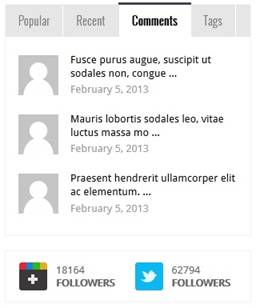 Popular Recent Comments Tags
Fusce purus augue, suscipit ut
sodales non, congue ...
February 5, 2013
Mauris lobortis sodales leo, vitae
luctus massa mo ...
February 5, 2013
Praesent hendrerit ullamcorper elit
ac elementum. ...
February 5, 2013
18164 62794
FOLLOWERS FOLLOWERS